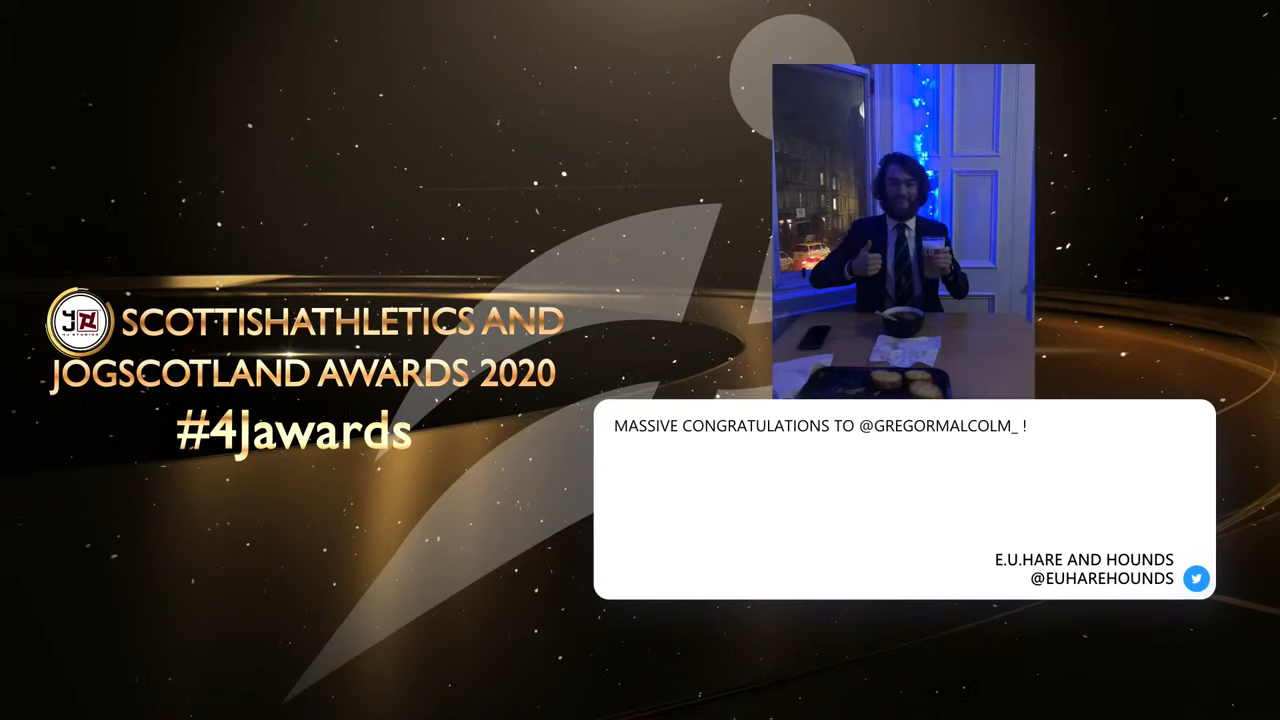 SCOTTISHATHLETICS AND
JOGSCOTLAND AWARDS 2020
#4Jawards
MASSIVE CONGRATULATIONS TO @GREGORMALCOLM_ !
E.U.HARE AND HOUNDS
@EUHAREHOUNDS